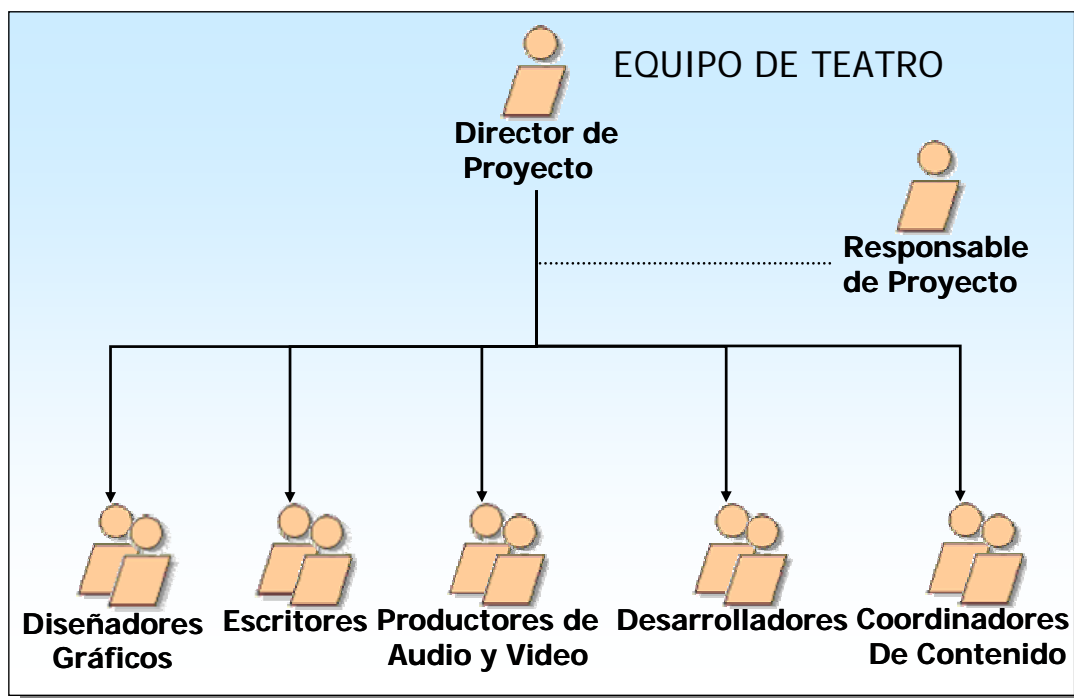 EQUIPO DE TEATRO
Director de
Proyecto
Responsable
de Proyecto
Diseñadores
Gráficos
Escritores
Productores de
Audio y Video
Desarrolladores
Coordinadores
De Contenido